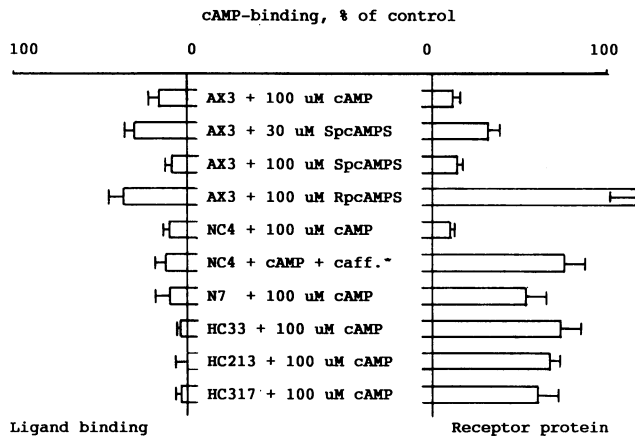 cAMP-binding, % of control
100 0 0 100
AX3 + 100 uM cAMP
AX3 + 30 uM SpcAMPS
AX3 + 100 uM SpcAMPS
AX3 + 100 uM RpcAMPS
NC4 + 100 uM cAMP
NC4 + cAMP + caff.*
N7 + 100 uM cAMP
HC33 + 100 uM cAMP
HC213 + 100 uM cAMP
HC317 + 100 uM cAMP
Ligand binding Receptor protein